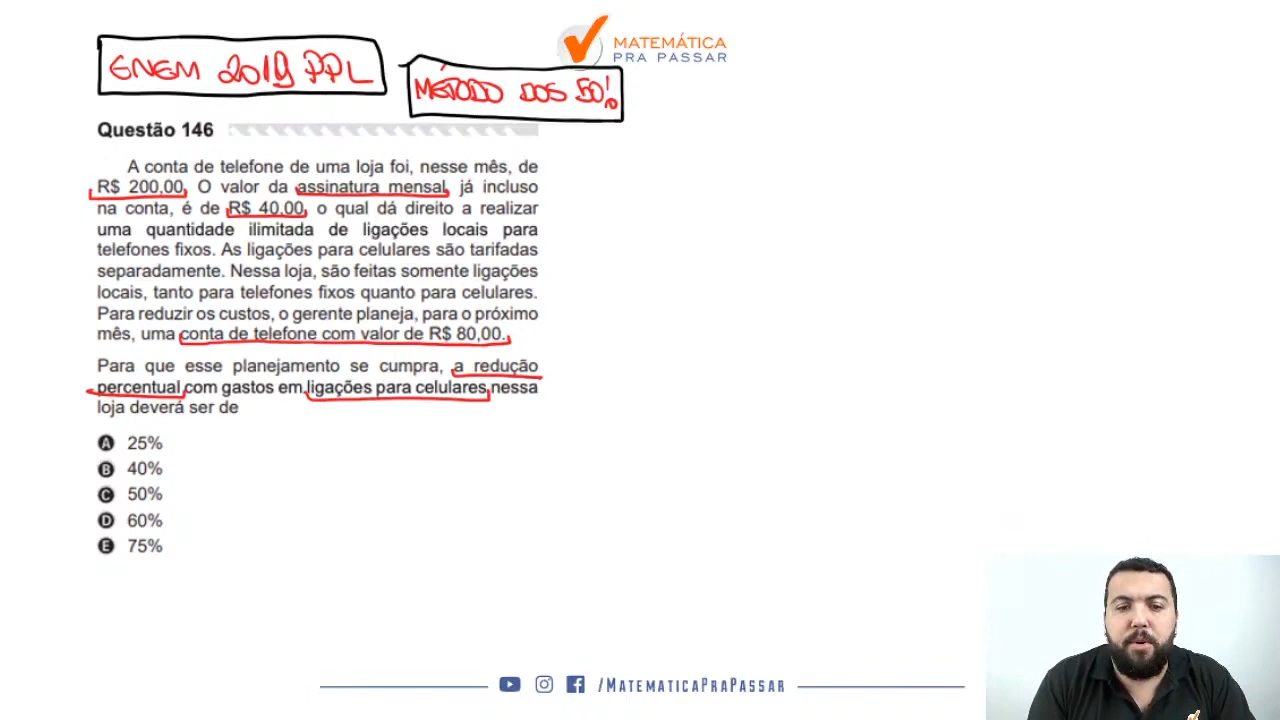 ENEM 2019 PPL
MATEMÁTICA
PRA PASSAR
MÉTODO DOS 50!
Questão 146
A conta de telefone de uma loja foi, nesse mês, de
R$ 200,00. O valor da assinatura mensal, já incluso
na conta, é de R$ 40,00, o qual dá direito a realizar
uma quantidade ilimitada de ligações locais para
telefones fixos. As ligações para celulares são tarifadas
separadamente. Nessa loja, são feitas somente ligações
locais, tanto para telefones fixos quanto para celulares.
Para reduzir os custos, o gerente planeja, para o próximo
mês, uma conta de telefone com valor de R$ 80,00.
Para que esse planejamento se cumpra, a redução
percentual com gastos em ligações para celulares nessa
loja deverá ser de
A 25%
B 40%
C 50%
D 60%
E 75%
/MATEMATICAPRAPASSAR